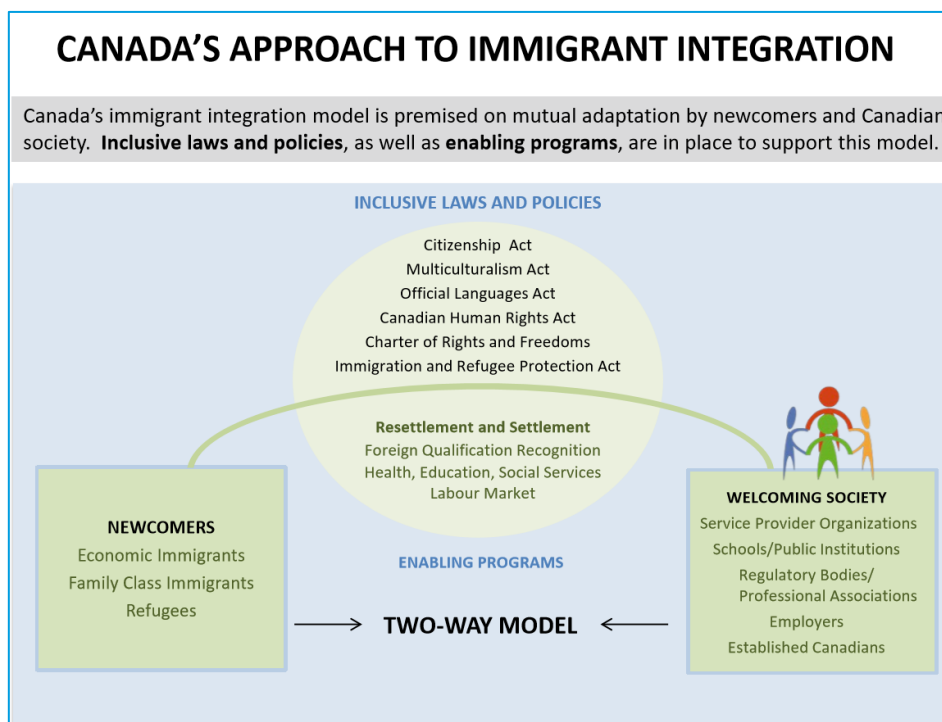 CANADA'S APPROACH TO IMMIGRANT INTEGRATION
Canada's immigrant integration model is premised on mutual adaptation by newcomers and Canadian
society. Inclusive laws and policies, as well as enabling programs, are in place to support this model.
INCLUSIVE LAWS AND POLICIES
Citizenship Act
Multiculturalism Act
Official Languages Act
Canadian Human Rights Act
Charter of Rights and Freedoms
Immigration and Refugee Protection Act
Resettlement and Settlement
Foreign Qualification Recognition
Health, Education, Social Services
Labour Market
NEWCOMERS
Economic Immigrants
Family Class Immigrants
Refugees
ENABLING PROGRAMS
TWO-WAY MODEL
WELCOMING SOCIETY
Service Provider Organizations
Schools/Public Institutions
Regulatory Bodies/
Professional Associations
Employers
Established Canadians